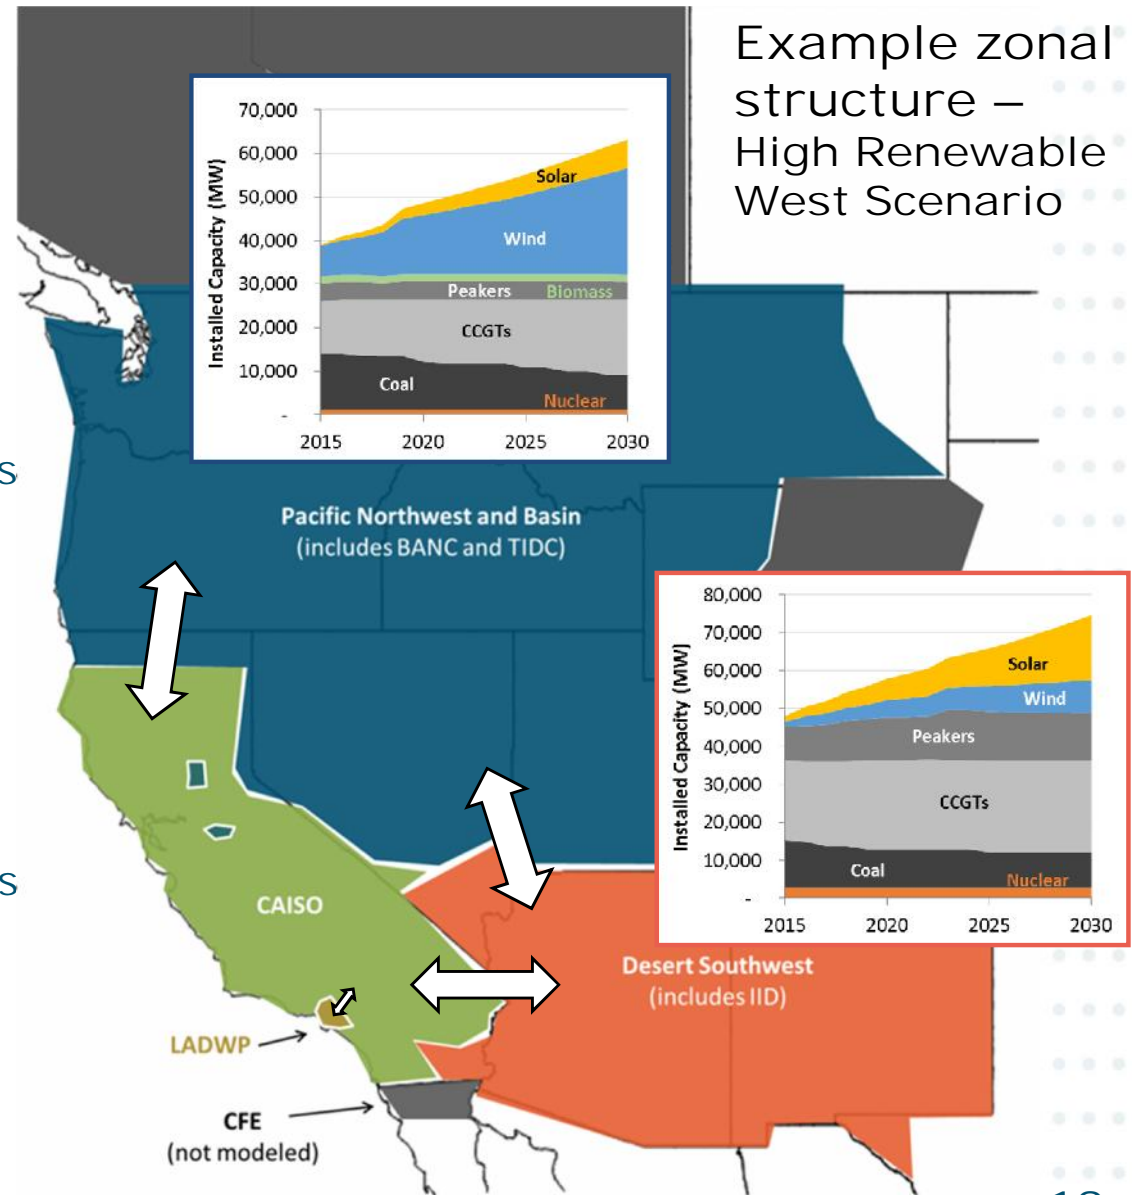 Example zonal
structure –
High Renewable
West Scenario
70,000
60,000
50,000
40,000
30,000
20,000
10,000
-
Installed Capacity (MW)
Solar
Wind
Peakers
Biomass
CCGTs
Coal
Nuclear
2015 2020 2025 2030
s
Pacific Northwest and Basin
(includes BANC and TIDC)
80,000
70,000
60,000
50,000
40,000
30,000
20,000
10,000
-
Installed Capacity (MW)
Solar
Wind
Peakers
CCGTs
Coal
Nuclear
2015 2020 2025 2030
s
CAISO
Desert Southwest
(includes IID)
LADWP
CFE
(not modeled)